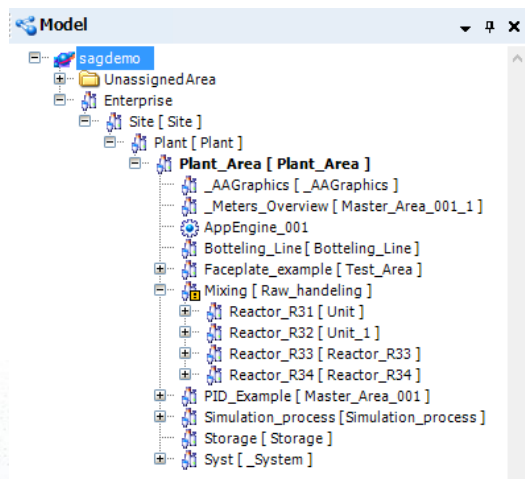 Model
sagdemo
UnassignedArea
Enterprise
Site [ Site ]
Plant [ Plant ]
Plant_Area [ Plant_Area ]
_AAGraphics [ _AAGraphics ]
_Meters_Overview [ Master_Area_001_1 ]
AppEngine_001
Botteling_Line [ Botteling_Line ]
Faceplate_example [ Test_Area ]
Mixing [ Raw_handeling ]
Reactor_R31 [ Unit ]
Reactor_R32 [ Unit_1 ]
Reactor_R33 [ Reactor_R33 ]
Reactor_R34 [ Reactor_R34 ]
PID_Example [ Master_Area_001 ]
Simulation_process [Simulation_process ]
Storage [ Storage ]
Syst [ _System ]